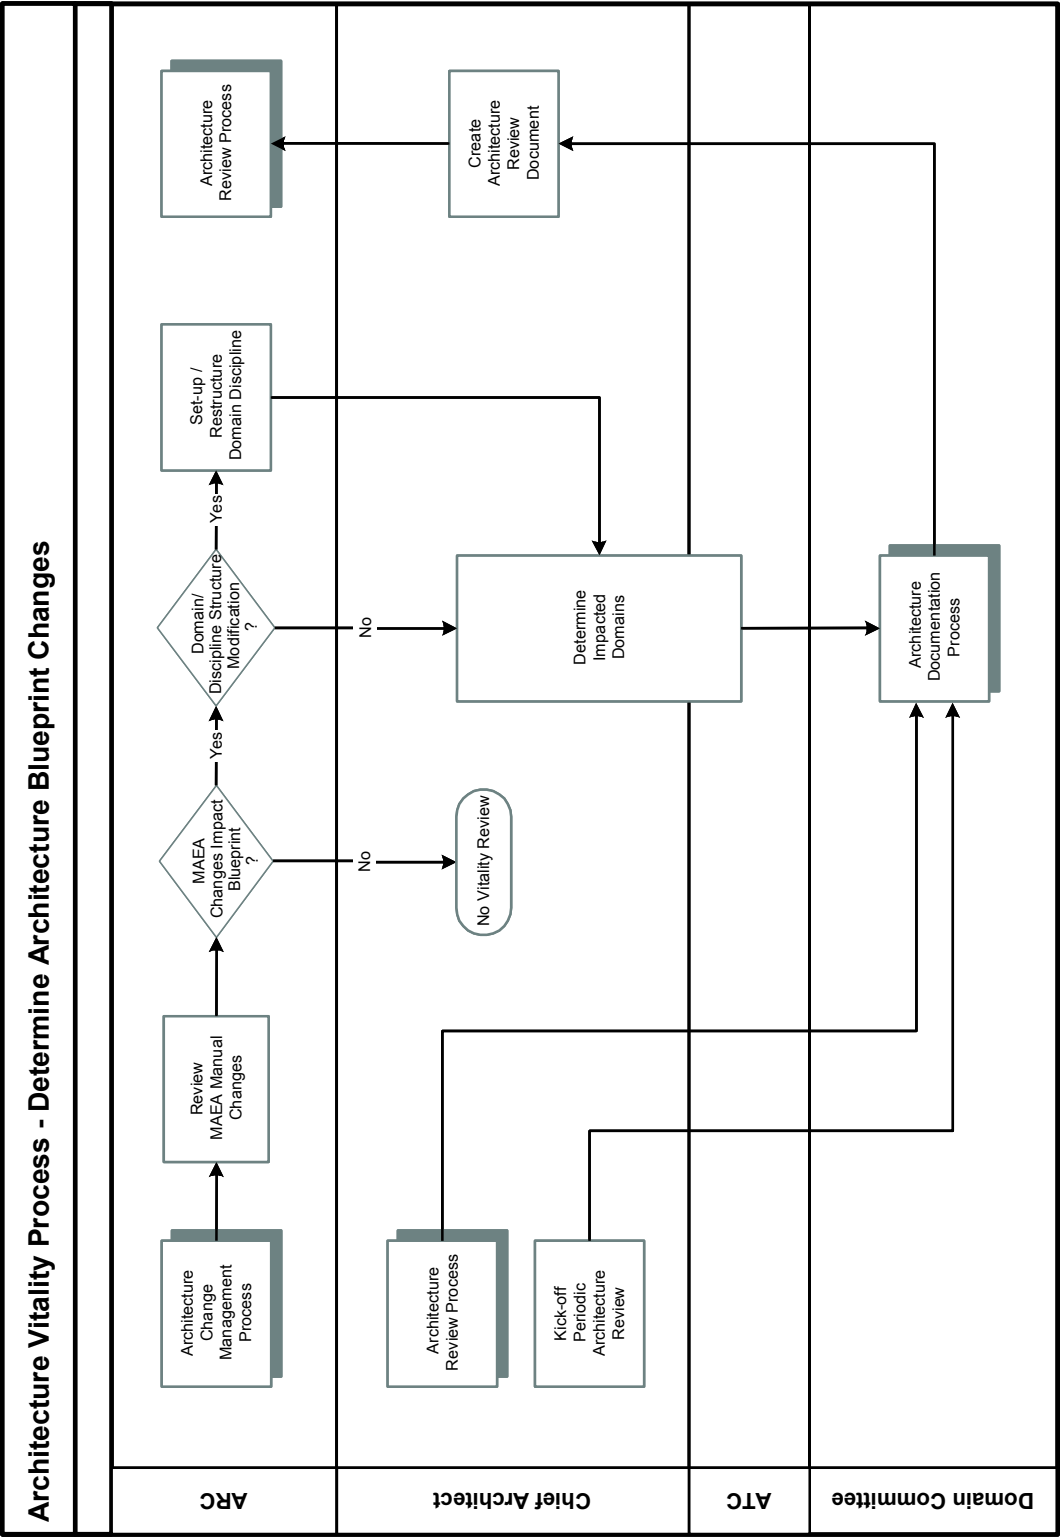 Architecture Vitality Process - Determine Architecture Blueprint Changes
ARC
Architecture
Change
Management
Process
Review
MAEA Manual
Changes
MAEA
Changes Impact
Blueprint
?
Yes
No
Domain/
Discipline Structure
Modification
?
Yes
No
Set-up /
Restructure
Domain Discipline
Architecture
Review Process
Chief Architect
Architecture
Review Process
Kick-off
Periodic
Architecture
Review
No Vitality Review
Determine
Impacted
Domains
Create
Architecture
Review
Document
ATC
Domain Committee
Architecture
Documentation
Process